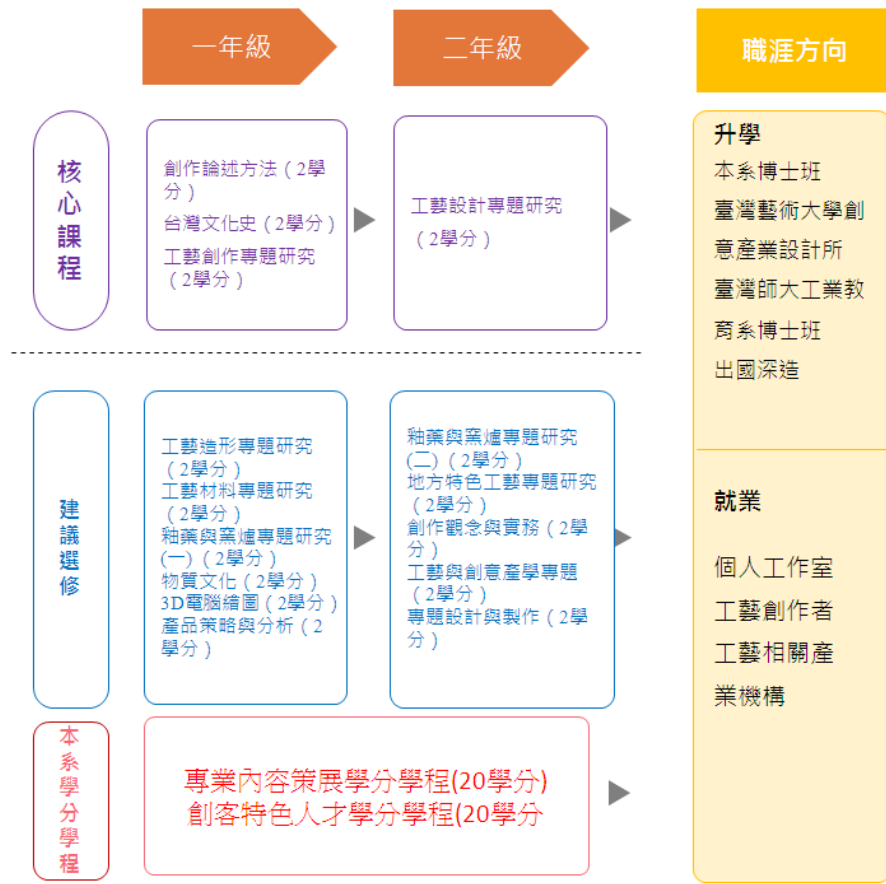 一年級
二年級
職涯方向
核
心
課
程
創作論述方法（2學
分）
台灣文化史（2學分）
工藝創作專題研究
（2學分）
工藝設計專題研究
（2學分）
升學
本系博士班
臺灣藝術大學創
意產業設計所
臺灣師大工業教
育系博士班
出國深造
建
議
選
修
工藝造形專題研究
（2學分）
工藝材料專題研究
（2學分）
釉藥與窯爐專題研究
(一)（2學分）
物質文化（2學分）
3D電腦繪圖（2學分）
產品策略與分析（2
學分）
釉藥與窯爐專題研究
(二)（2學分）
地方特色工藝專題研究
（2學分）
創作觀念與實務（2學
分）
工藝與創意產學專題
（2學分）
專題設計與製作（2學
分）
就業
個人工作室
工藝創作者
工藝相關產
業機構
本
系
學
分
學
程
專業內容策展學分學程(20學分)
創客特色人才學分學程(20學分